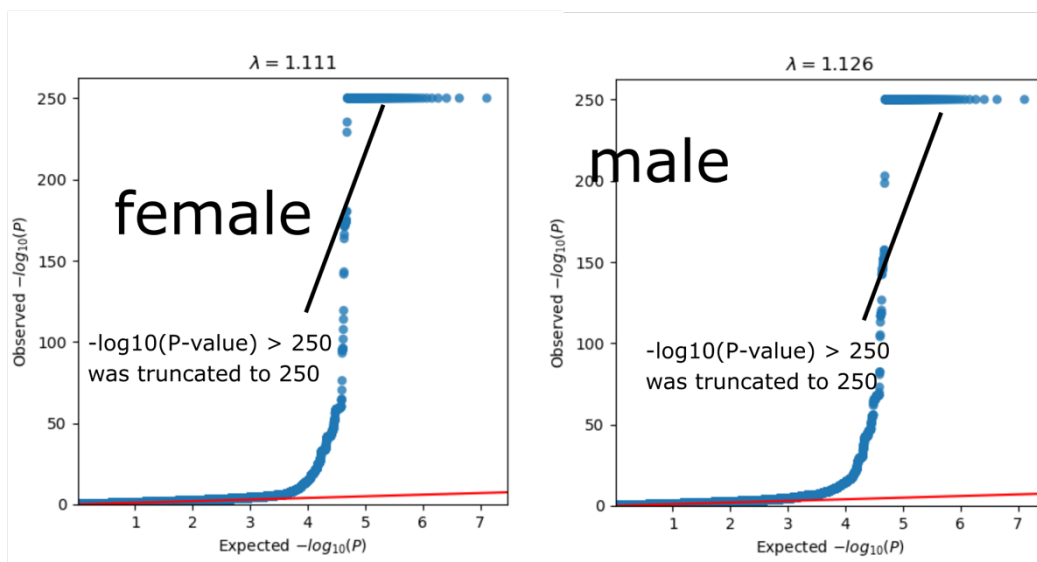 λ = 1.111
250
200
150
100
50
0
Observed −log10(P)
female
-log10(P-value) > 250
was truncated to 250
1 2 3 4 5 6 7
Expected −log10(P)
λ = 1.126
250
200
150
100
50
0
Observed −log10(P)
male
-log10(P-value) > 250
was truncated to 250
1 2 3 4 5 6 7
Expected −log10(P)